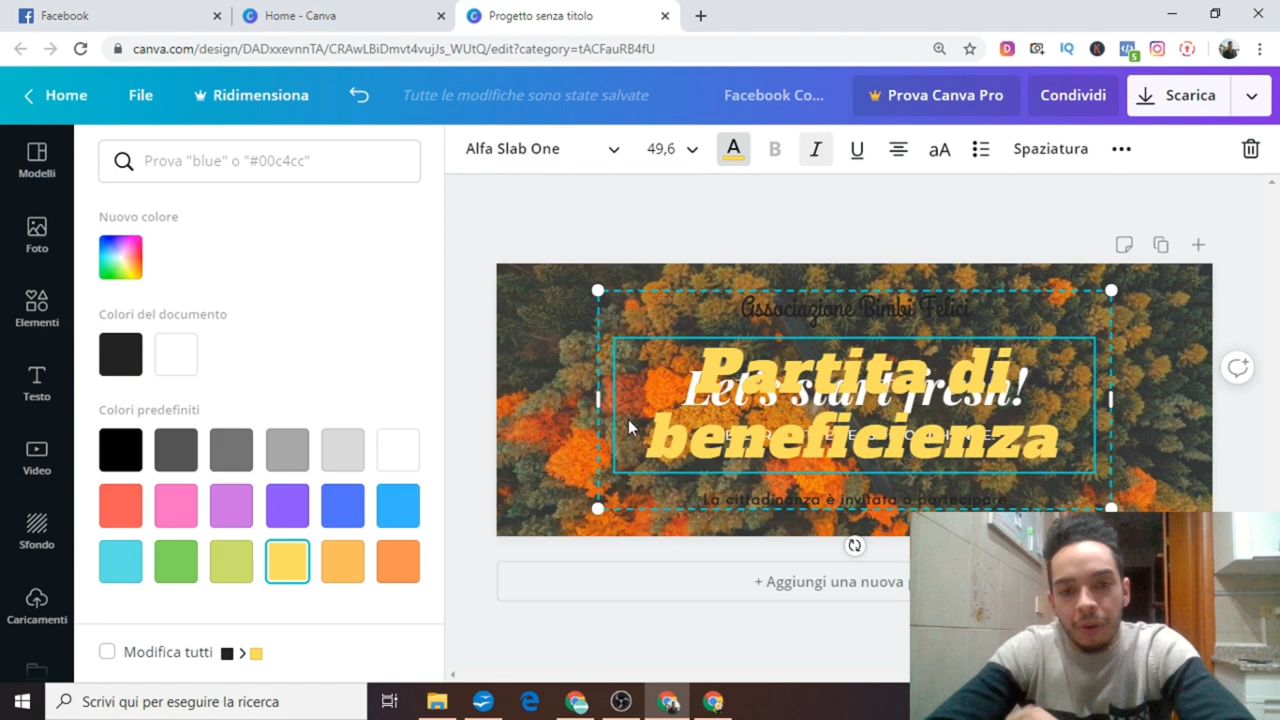 Facebook
Home - Canva
Progetto senza titolo
canva.com/design/DADxxevnnTA/CRAwLBiDmvt4vujJs_WUtQ/edit?category=tACFauRB4fU
Home
File
Ridimensiona
Tutte le modifiche sono state salvate
Facebook Co...
Prova Canva Pro
Condividi
Scarica
Modelli
Foto
Elementi
Testo
Video
Sfondo
Caricamenti
Prova "blue" o "#00c4cc"
Nuovo colore
Colori del documento
Colori predefiniti
Modifica tutti
Alfa Slab One
49,6
A
B
I
U
aA
Spaziatura
Associazione Bimbi Felici
Partita di
Let's start fresh!
beneficienza
La cittadinanza è invitata a partecipare
+ Aggiungi una nuova
Scrivi qui per eseguire la ricerca